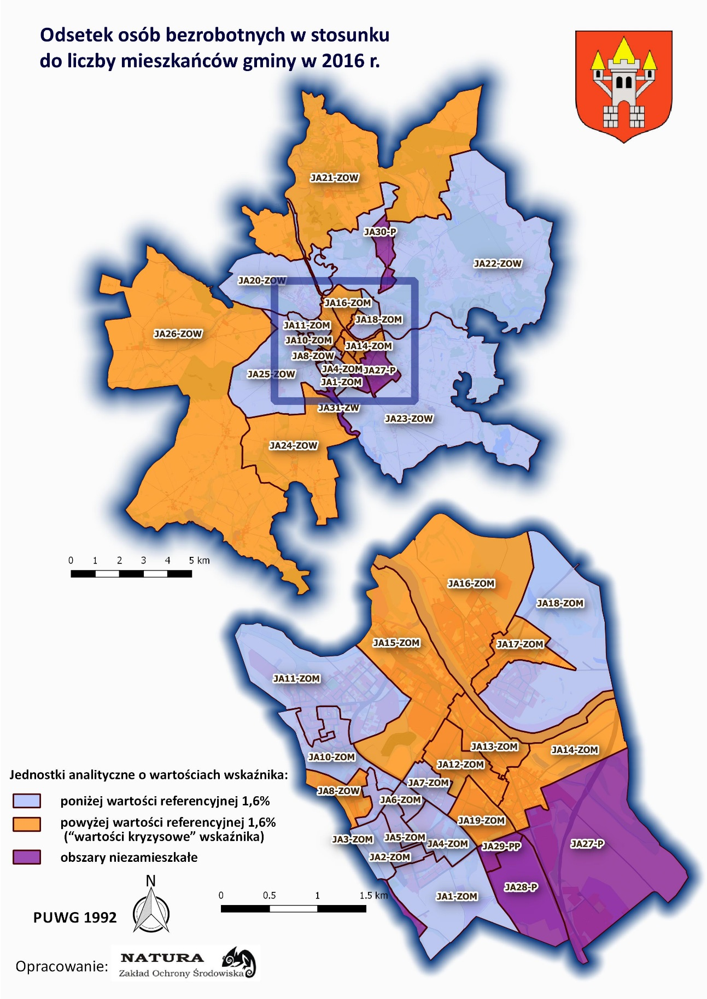 Odsetek osób bezrobotnych w stosunku
do liczby mieszkańców gminy w 2016 r.
JA21-ZOW
JA30-P
JA22-ZOW
JA20-ZOW
JA16-ZOM
JA18-ZOM
JA11-ZOM
JA26-ZOW
JA10-ZOM
JA14-ZOM
JA8-ZOW
JA4-ZOM
JA27-P
JA25-ZOW
JA1-ZOM
JA31-ZW
JA23-ZOW
JA24-ZOW
0 1 2 3 4 5 km
JA16-ZOM
JA18-ZOM
JA15-ZOM
JA17-ZOM
JA11-ZOM
JA13-ZOM
JA14-ZOM
JA10-ZOM
JA12-ZOM
JA7-ZOM
JA8-ZOW
JA6-ZOM
JA19-ZOM
JA3-ZOM
JA5-ZOM
JA4-ZOM
JA29-PP
JA27-P
JA2-ZOM
JA28-P
JA1-ZOM
Jednostki analityczne o wartościach wskaźnika:
poniżej wartości referencyjnej 1,6%
powyżej wartości referencyjnej 1,6%
("wartości kryzysowe" wskaźnika)
obszary niezamieszkałe
N
0 0.5 1 1.5 km
PUWG 1992
Opracowanie:
NATURA
Zakład Ochrony Środowiska